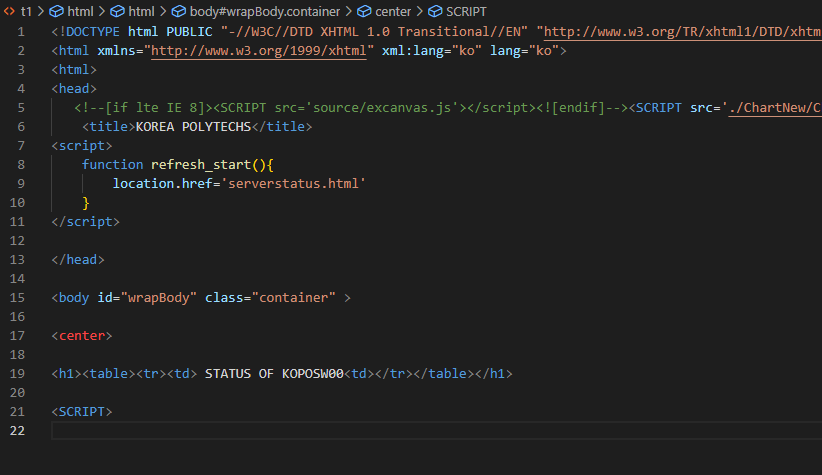 t1 > html > html > body#wrapBody.container > center > SCRIPT
1 <!DOCTYPE html PUBLIC "-//W3C//DTD XHTML 1.0 Transitional//EN" "http://www.w3.org/TR/xhtml1/DTD/xhtm
2 <html xmlns="http://www.w3.org/1999/xhtml" xml:lang="ko" lang="ko">
3 <html>
4 <head>
5 <!--[if lte IE 8]><SCRIPT src='source/excanvas.js'></script><![endif]--><SCRIPT src='./ChartNew/C
6 <title>KOREA POLYTECHS</title>
7 <script>
8 function refresh_start(){
9 location.href='serverstatus.html'
10 }
11 </script>
12
13 </head>
14
15 <body id="wrapBody" class="container" >
16
17 <center>
18
19 <h1><table><tr><td> STATUS OF KOPOSW00<td></tr></table></h1>
20
21 <SCRIPT>
22